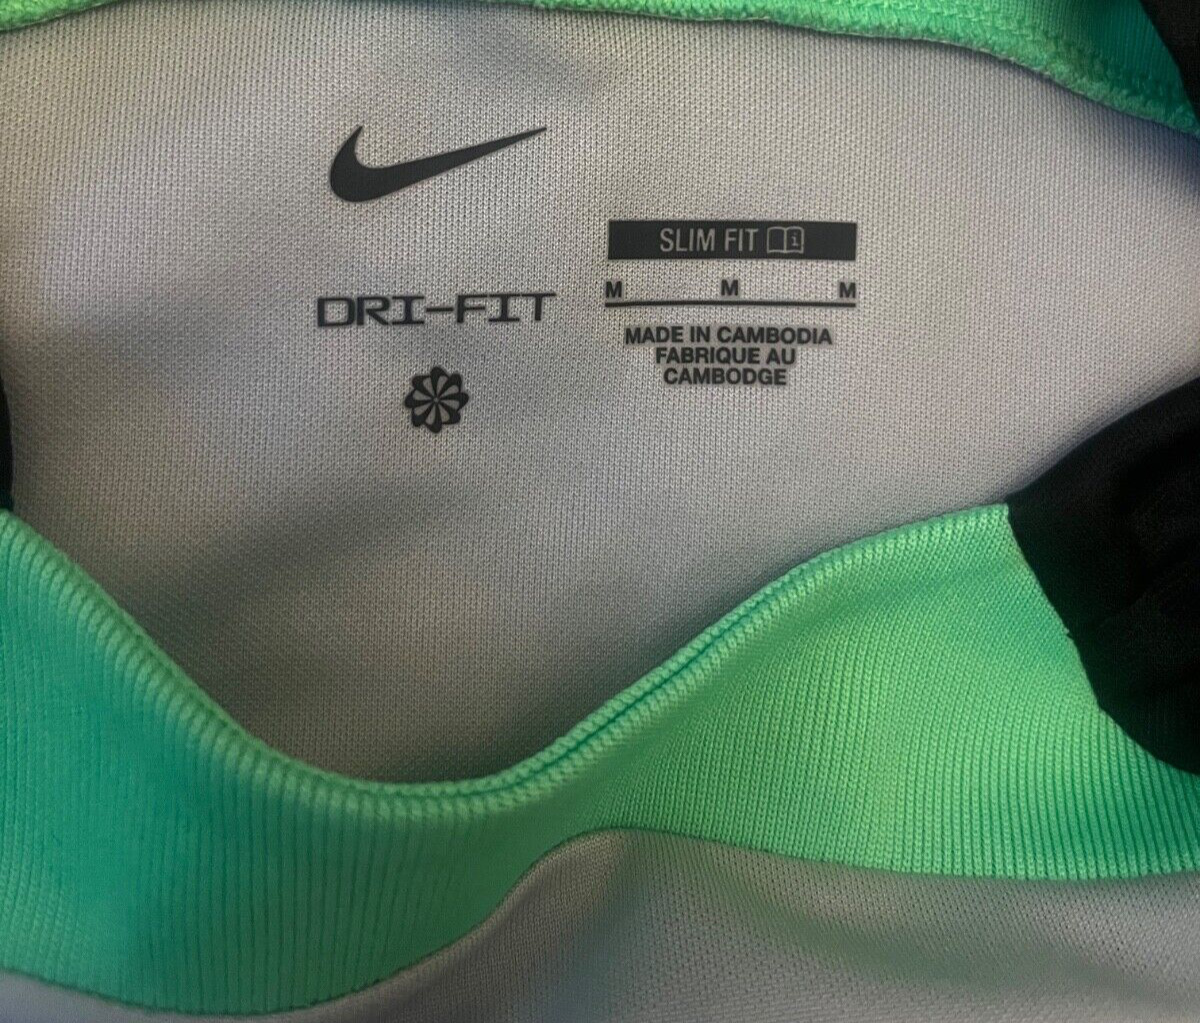 DRI-FIT
SLIM FIT
M M M
MADE IN CAMBODIA
FABRIQUE AU
CAMBODGE